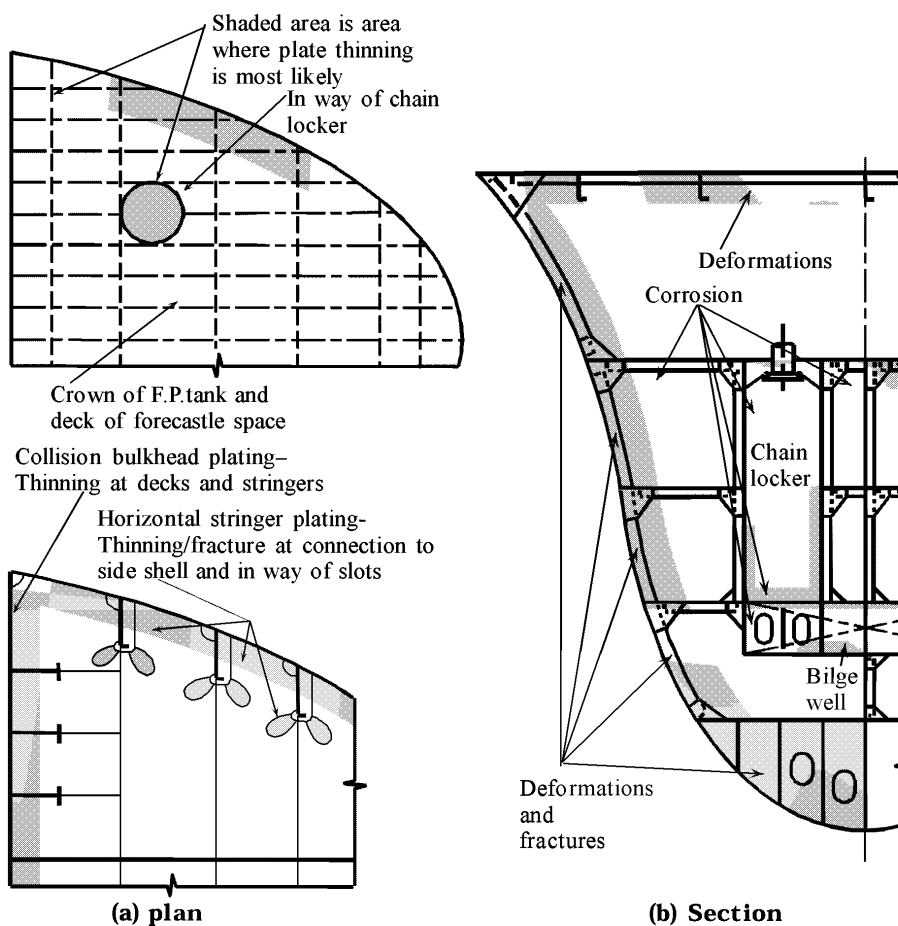 Shaded area is area
where plate thinning
is most likely
In way of chain
locker
Crown of F.P.tank and
deck of forecastle space
Collision bulkhead plating–
Thinning at decks and stringers
Horizontal stringer plating-
Thinning/fracture at connection to
side shell and in way of slots
(a) plan
Deformations
Corrosion
Chain
locker
Bilge
well
Deformations
and
fractures
(b) Section